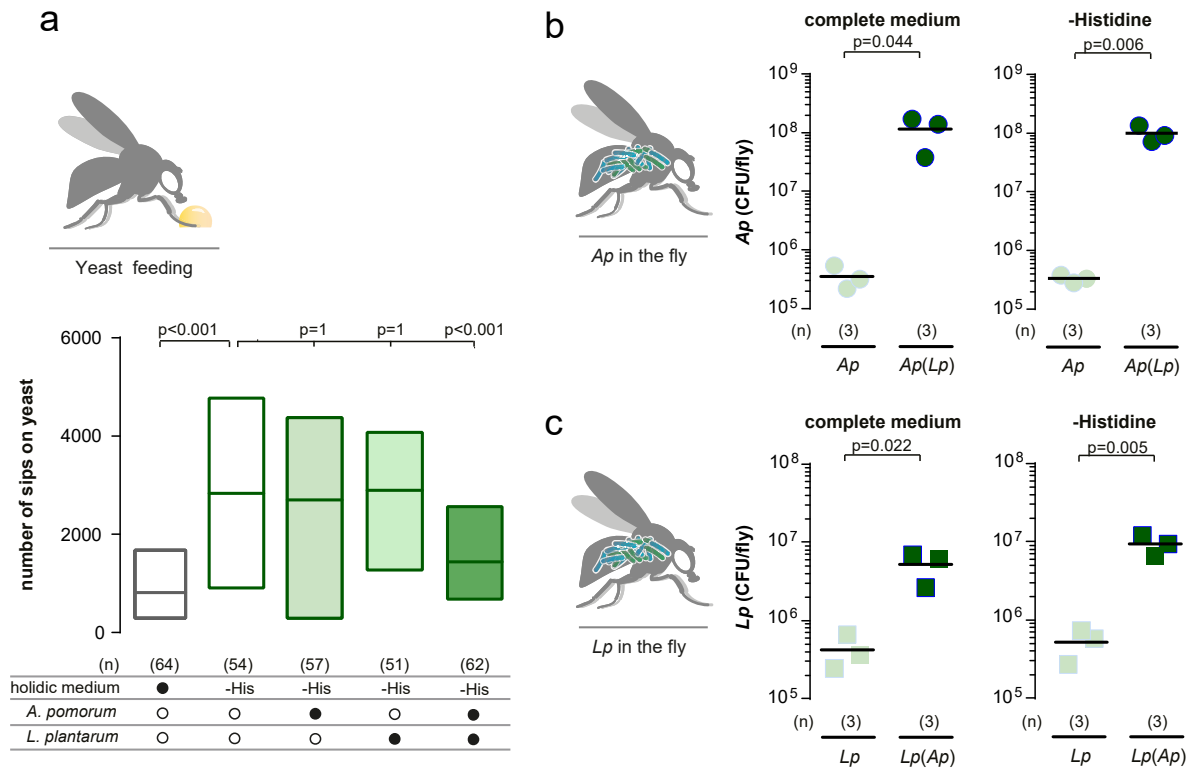 a
Yeast feeding
p<0.001
p=1
p=1
p<0.001
6000
4000
2000
0
number of sips on yeast
(n) (64) (54) (57) (51) (62)
holidic medium -His -His -His -His
A. pomorum
L. plantarum
b
Ap in the fly
complete medium
p=0.044
10⁹
10⁸
10⁷
10⁶
10⁵
Ap (CFU/fly)
(n) (3) (3)
Ap Ap(Lp)
-Histidine
p=0.006
10⁹
10⁸
10⁷
10⁶
10⁵
(n) (3) (3)
Ap Ap(Lp)
c
Lp in the fly
complete medium
p=0.022
10⁸
10⁷
10⁶
10⁵
Lp (CFU/fly)
(n) (3) (3)
Lp Lp(Ap)
-Histidine
p=0.005
10⁸
10⁷
10⁶
10⁵
(n) (3) (3)
Lp Lp(Ap)